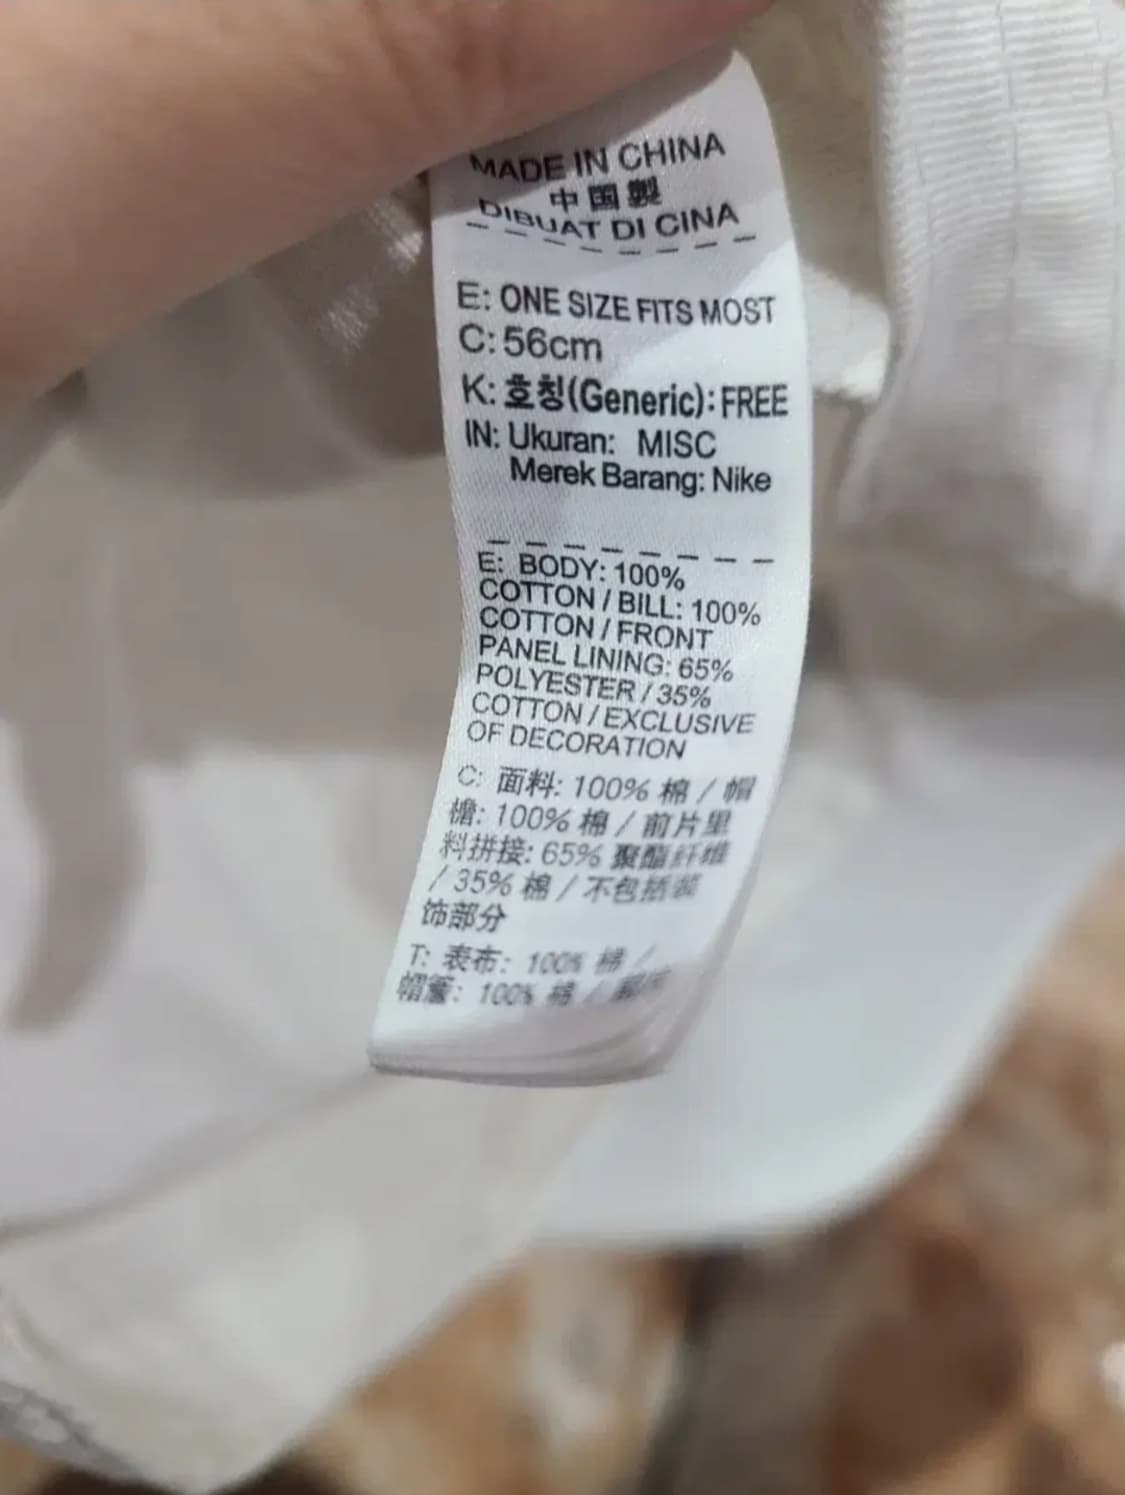 MADE IN CHINA
中国製
DIBUAT DI CINA
E: ONE SIZE FITS MOST
C: 56cm
K: 호칭(Generic): FREE
IN: Ukuran: MISC
Merek Barang: Nike
E: BODY: 100%
COTTON / BILL: 100%
COTTON / FRONT
PANEL LINING: 65%
POLYESTER / 35%
COTTON / EXCLUSIVE
OF DECORATION
C: 面料: 100% 棉 / 帽
檐: 100% 棉 / 前片里
料拼接: 65% 聚酯纤维
/ 35% 棉 / 不包括装
饰部分
T: 表布: 100% 棉 /
帽簷: 100% 棉 /